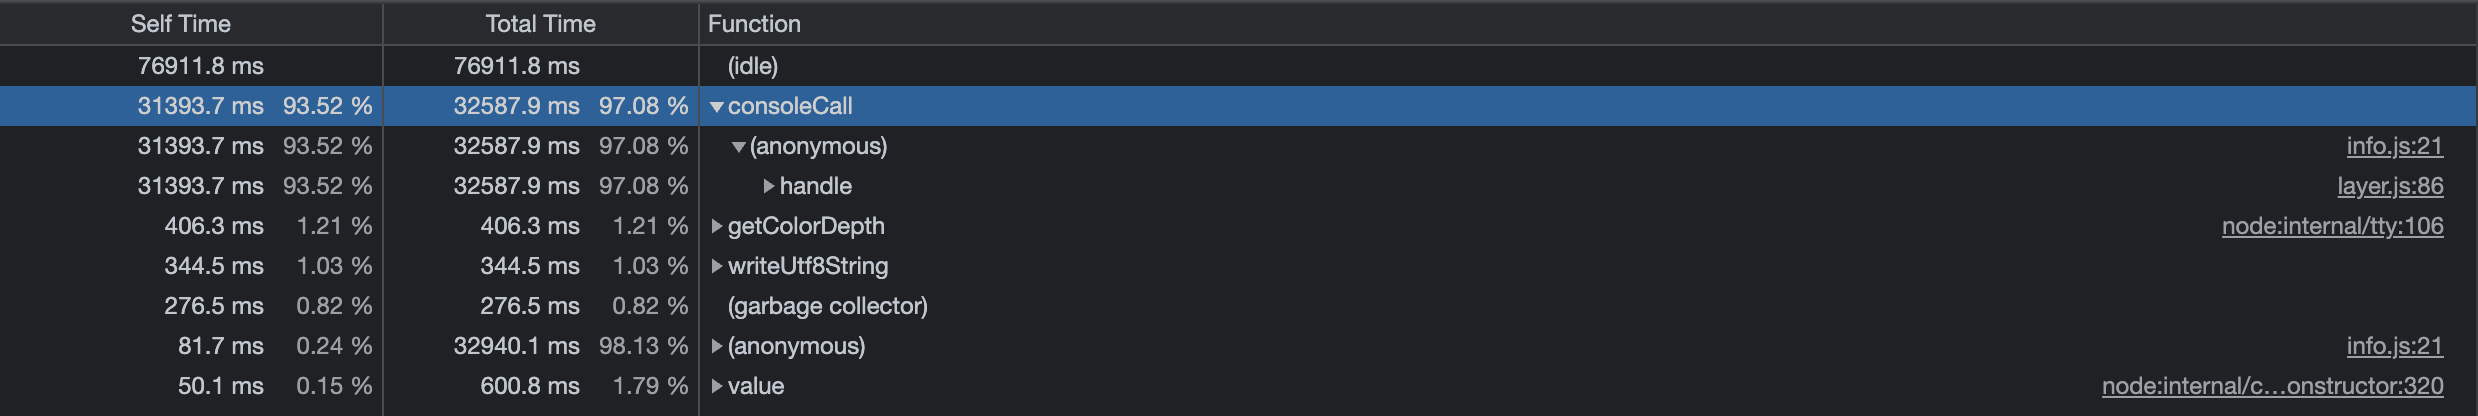 Self Time Total Time Function
76911.8 ms 76911.8 ms (idle)
31393.7 ms 93.52 % 32587.9 ms 97.08 % consoleCall
31393.7 ms 93.52 % 32587.9 ms 97.08 % (anonymous) info.js:21
31393.7 ms 93.52 % 32587.9 ms 97.08 % handle layer.js:86
406.3 ms 1.21 % 406.3 ms 1.21 % getColorDepth node:internal/tty:106
344.5 ms 1.03 % 344.5 ms 1.03 % writeUtf8String
276.5 ms 0.82 % 276.5 ms 0.82 % (garbage collector)
81.7 ms 0.24 % 32940.1 ms 98.13 % (anonymous) info.js:21
50.1 ms 0.15 % 600.8 ms 1.79 % value node:internal/c…onstructor:320